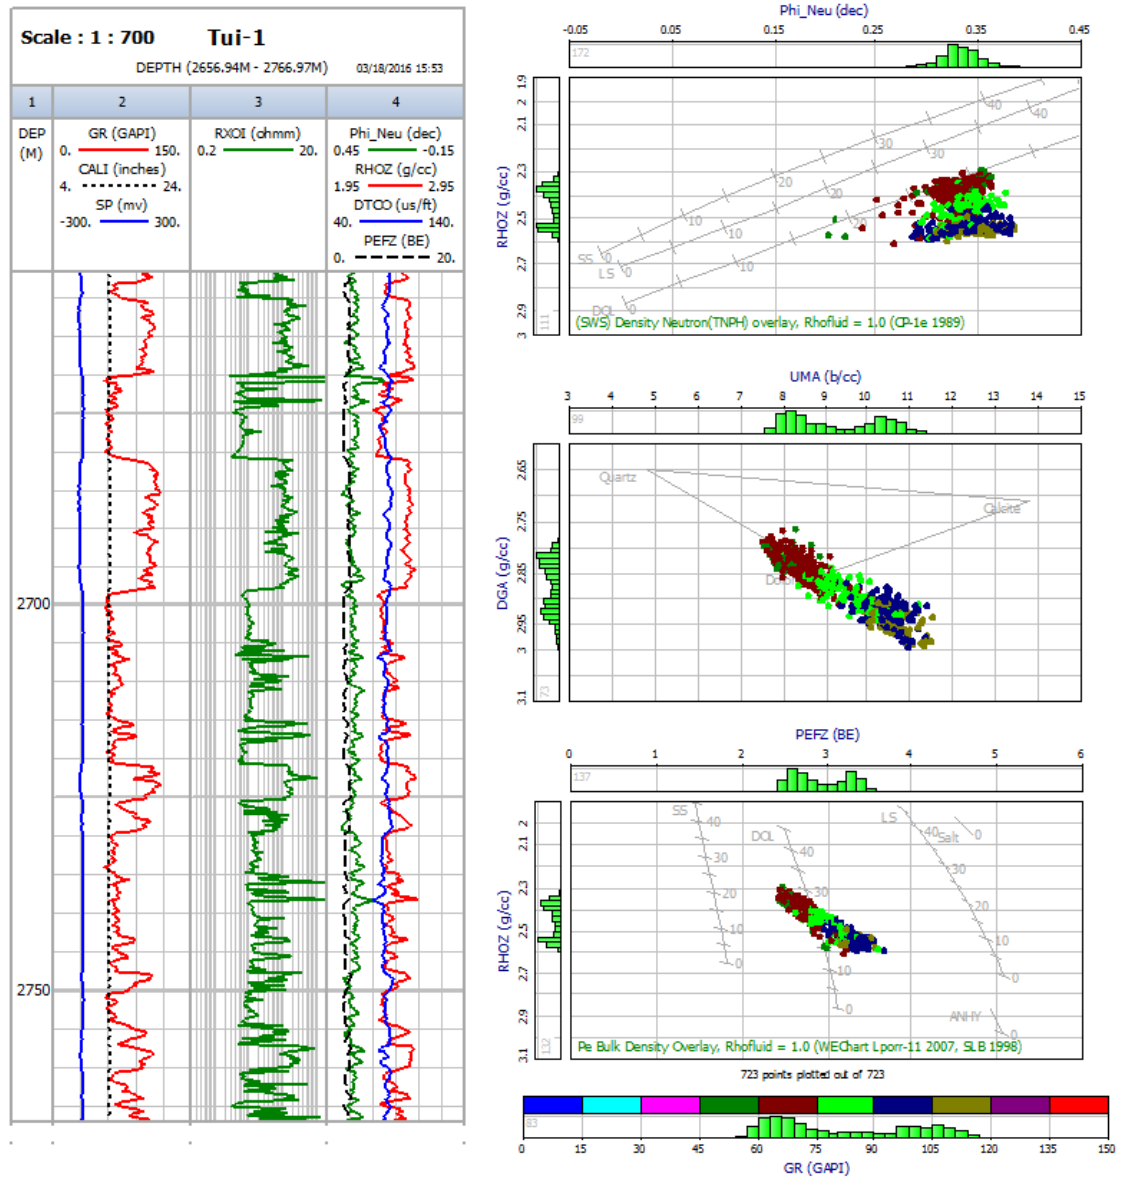 Scale : 1 : 700 Tui-1
DEPTH (2656.94M - 2766.97M) 03/18/2016 15:53
1 2 3 4
DEP (M)
GR (GAPI)
0. 150.
CALI (inches)
4. 24.
SP (mv)
-300. 300.
RXOI (ohmm)
0.2 20.
Phi_Neu (dec)
0.45 -0.15
RHOZ (g/cc)
1.95 2.95
DTCO (us/ft)
40. 140.
PEFZ (BE)
0. 20.
2700
2750
Phi_Neu (dec)
-0.05 0.05 0.15 0.25 0.35 0.45
172
RHOZ (g/cc)
1.9
2
2.1
2.3
2.5
2.7
2.9
3
111
40
40
30
30
20
20
20
10
10
10
SS 0
LS 0
DOL 0
(SWS) Density Neutron(TNPH) overlay, Rhofluid = 1.0 (CP-1e 1989)
UMA (b/cc)
3 4 5 6 7 8 9 10 11 12 13 14 15
99
DGA (g/cc)
2.65
2.75
2.85
2.95
3
3.1
73
Quartz
Calcite
PEFZ (BE)
0 1 2 3 4 5 6
137
RHOZ (g/cc)
2
2.1
2.3
2.5
2.7
2.9
3.1
132
SS
40
30
20
10
0
DOL
40
30
10
0
LS
40
30
20
10
0
Salt
0
ANHY
0
Pe Bulk Density Overlay, Rhofluid = 1.0 (WEChart Lporr-11 2007, SLB 1998)
723 points plotted out of 723
83
0 15 30 45 60 75 90 105 120 135 150
GR (GAPI)